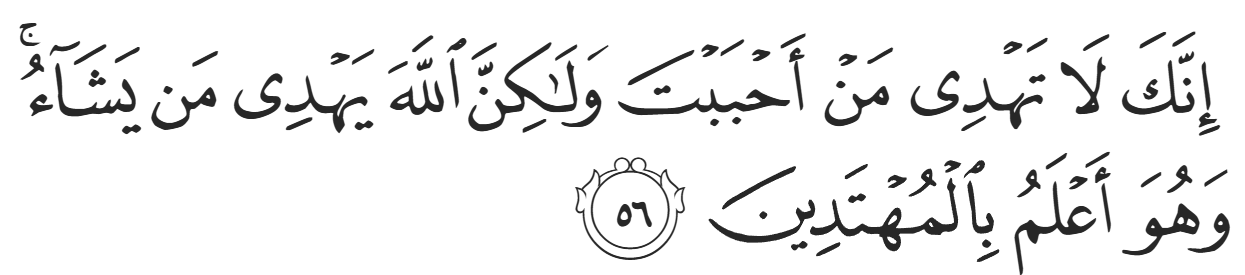 إِنَّكَ لَا تَهۡدِي مَنۡ أَحۡبَبۡتَ وَلَٰكِنَّ ٱللَّهَ يَهۡدِي مَن يَشَآءُۚ
وَهُوَ أَعۡلَمُ بِٱلۡمُهۡتَدِينَ ٥٦